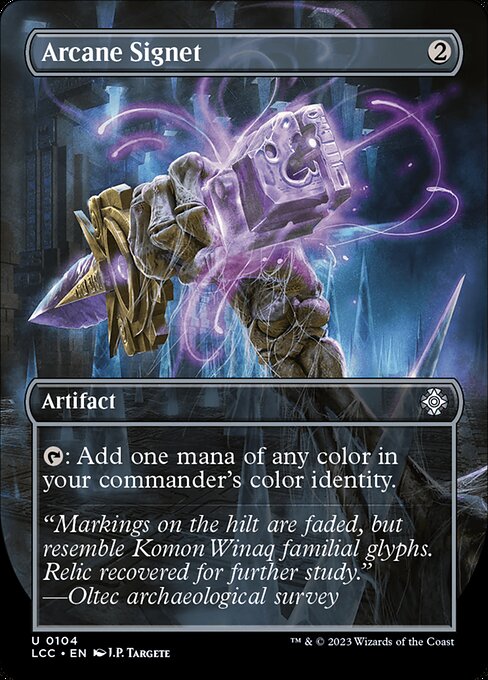 Arcane Signet 2
Artifact
: Add one mana of any color in
your commander's color identity.
“Markings on the hilt are faded, but
resemble Komon Winaq familial glyphs.
Relic recovered for further study.”
—Oltec archaeological survey
U 0104
LCC • EN J.P. Targete
™ & © 2023 Wizards of the Coast